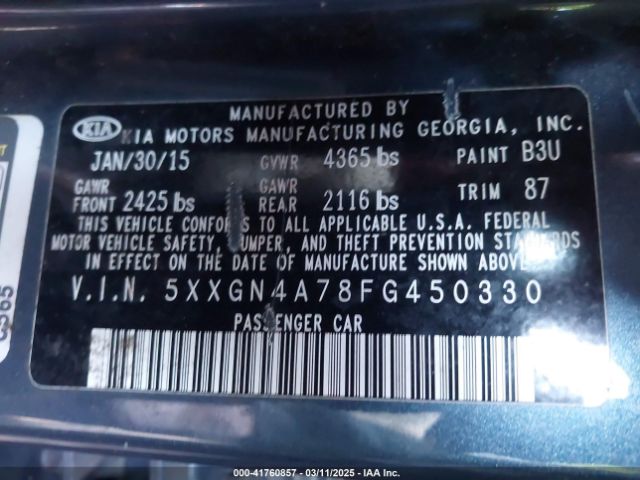 MANUFACTURED BY
KIA KIA MOTORS MANUFACTURING GEORGIA, INC.
JAN/30/15 GVWR 4365 lbs PAINT B3U
GAWR FRONT 2425 lbs GAWR REAR 2116 lbs TRIM 87
THIS VEHICLE CONFORMS TO ALL APPLICABLE U.S.A. FEDERAL
MOTOR VEHICLE SAFETY, BUMPER, AND THEFT PREVENTION STANDARDS
IN EFFECT ON THE DATE OF MANUFACTURE SHOWN ABOVE
V.I.N. 5XXGN4A78FG450330
PASSENGER CAR
000-41760857 - 03/11/2025 - IAA Inc.